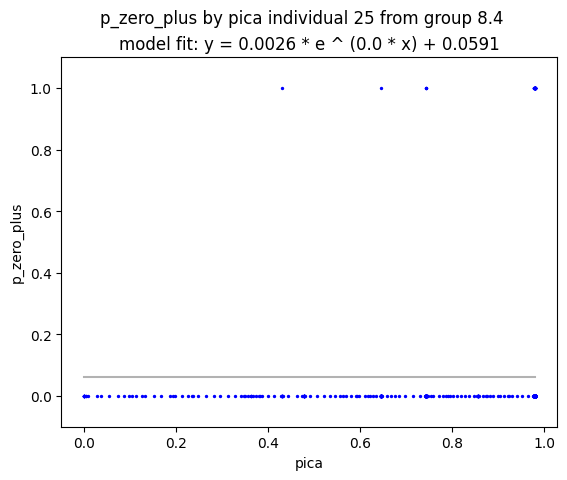 p_zero_plus by pica individual 25 from group 8.4
model fit: y = 0.0026 * e ^ (0.0 * x) + 0.0591
1.0
0.8
0.6
0.4
0.2
0.0
p_zero_plus
0.0 0.2 0.4 0.6 0.8 1.0
pica